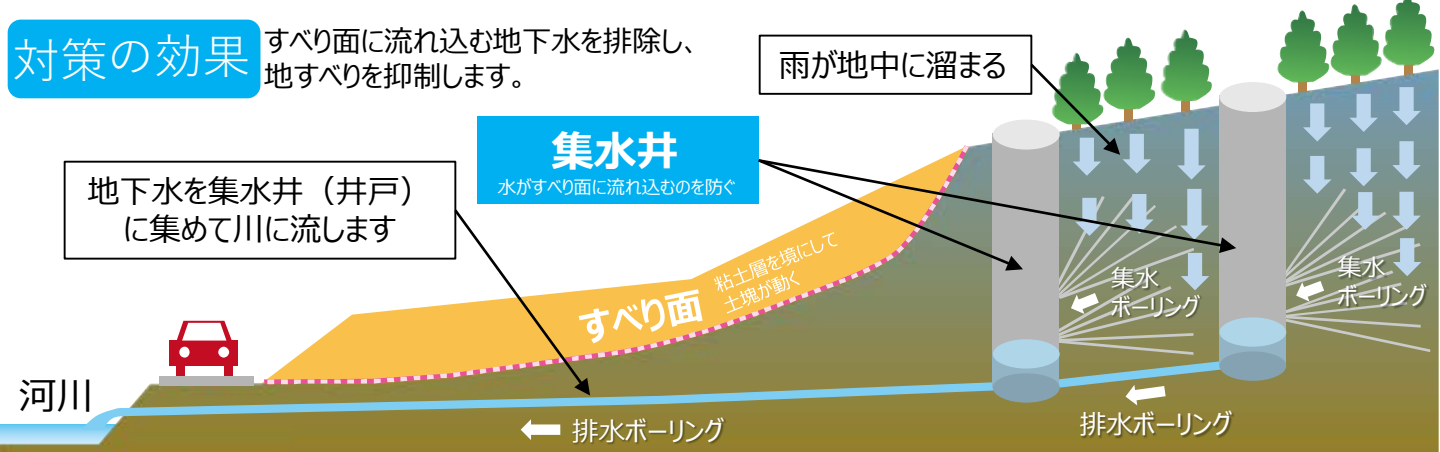 対策の効果
すべり面に流れ込む地下水を排除し、
地すべりを抑制します。
雨が地中に溜まる
集水井
水がすべり面に流れ込むのを防ぐ
地下水を集水井（井戸）
に集めて川に流します
すべり面
粘土層を境にして
土塊が動く
集水
ボーリング
集水
ボーリング
河川
排水ボーリング
排水ボーリング